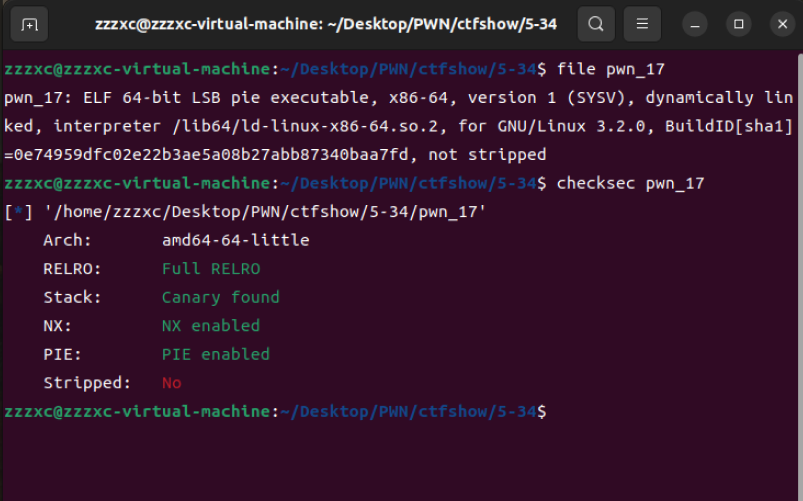 zzzxc@zzzxc-virtual-machine: ~/Desktop/PWN/ctfshow/5-34
zzzxc@zzzxc-virtual-machine:~/Desktop/PWN/ctfshow/5-34$ file pwn_17
pwn_17: ELF 64-bit LSB pie executable, x86-64, version 1 (SYSV), dynamically lin
ked, interpreter /lib64/ld-linux-x86-64.so.2, for GNU/Linux 3.2.0, BuildID[sha1]
=0e74959dfc02e22b3ae5a08b27abb87340baa7fd, not stripped
zzzxc@zzzxc-virtual-machine:~/Desktop/PWN/ctfshow/5-34$ checksec pwn_17
[*] '/home/zzzxc/Desktop/PWN/ctfshow/5-34/pwn_17'
    Arch:       amd64-64-little
    RELRO:      Full RELRO
    Stack:      Canary found
    NX:         NX enabled
    PIE:        PIE enabled
    Stripped:   No
zzzxc@zzzxc-virtual-machine:~/Desktop/PWN/ctfshow/5-34$